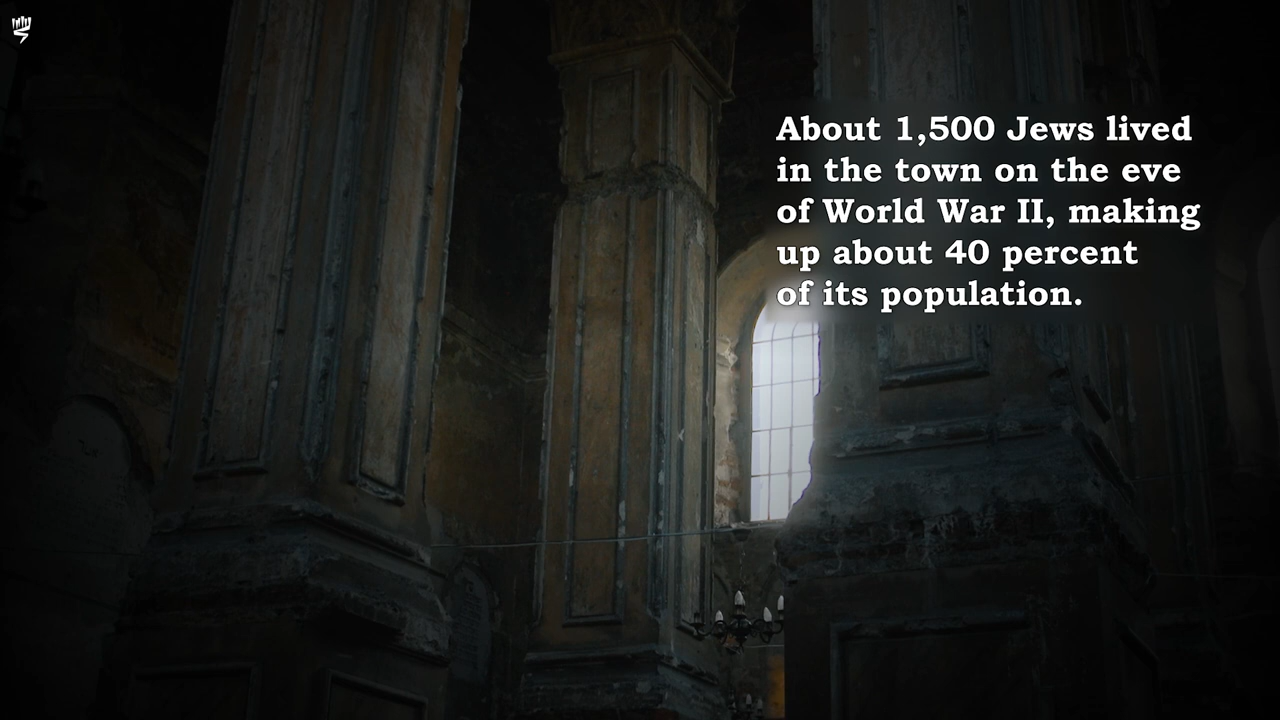 About 1,500 Jews lived
in the town on the eve
of World War II, making
up about 40 percent
of its population.